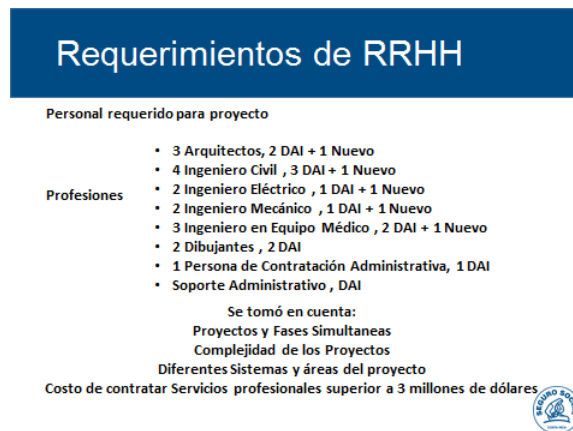 Requerimientos de RRHH
Personal requerido para proyecto
Profesiones
• 3 Arquitectos, 2 DAI + 1 Nuevo
• 4 Ingeniero Civil , 3 DAI + 1 Nuevo
• 2 Ingeniero Eléctrico , 1 DAI + 1 Nuevo
• 2 Ingeniero Mecánico , 1 DAI + 1 Nuevo
• 3 Ingeniero en Equipo Médico , 2 DAI + 1 Nuevo
• 2 Dibujantes , 2 DAI
• 1 Persona de Contratación Administrativa, 1 DAI
• Soporte Administrativo , DAI
Se tomó en cuenta:
Proyectos y Fases Simultaneas
Complejidad de los Proyectos
Diferentes Sistemas y áreas del proyecto
Costo de contratar Servicios profesionales superior a 3 millones de dólares
SEGURO SOC